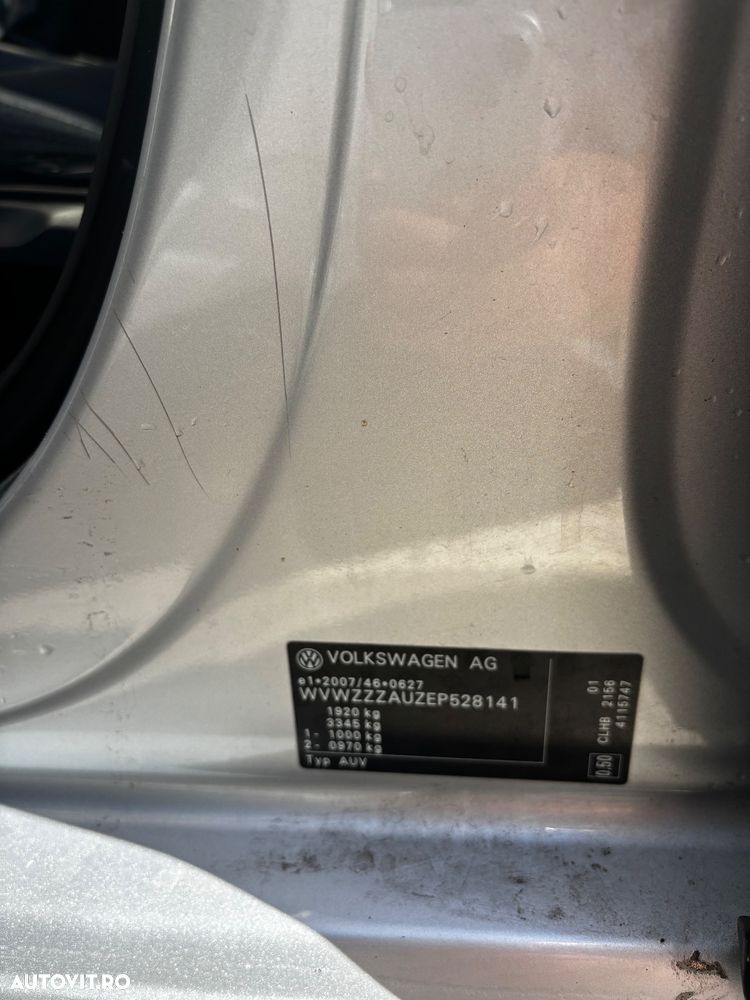 VOLKSWAGEN AG
e1*2007/46*0627
WVWZZZAUZEP528141
1920 kg
3345 kg
1 - 1000 kg
2 - 0970 kg
Typ AUV
01
CLHB 2156
4115747
0.50
AUTOVIT.RO